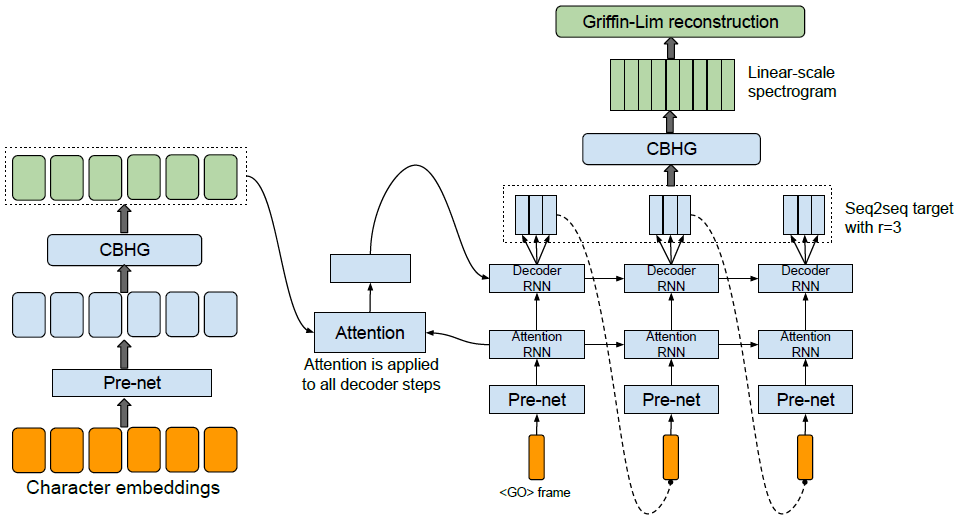 Griffin-Lim reconstruction
Linear-scale
spectrogram
CBHG
Seq2seq target
with r=3
CBHG
Decoder
RNN
Decoder
RNN
Decoder
RNN
Attention
Attention is applied
to all decoder steps
Attention
RNN
Attention
RNN
Attention
RNN
Pre-net
Pre-net
Pre-net
Pre-net
Character embeddings
<GO> frame